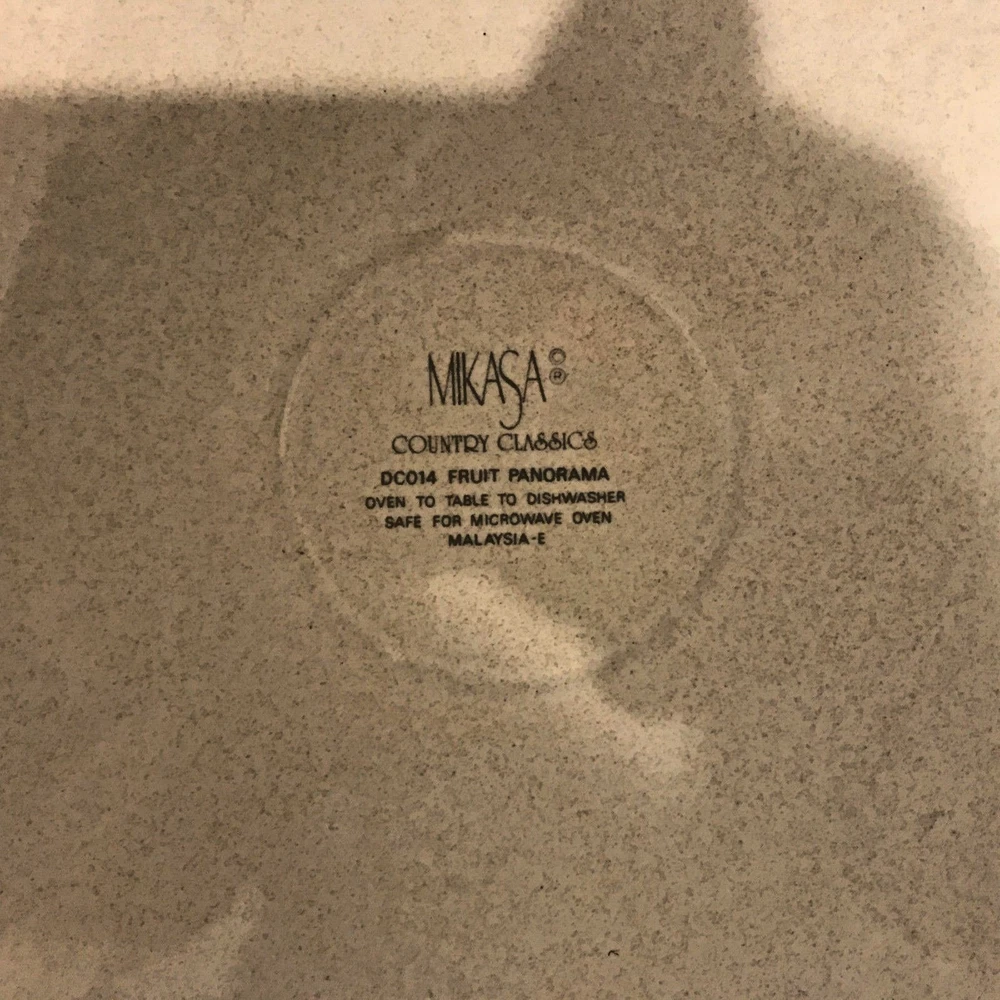 MIKASA © ®
COUNTRY CLASSICS
DC014 FRUIT PANORAMA
OVEN TO TABLE TO DISHWASHER
SAFE FOR MICROWAVE OVEN
MALAYSIA-E